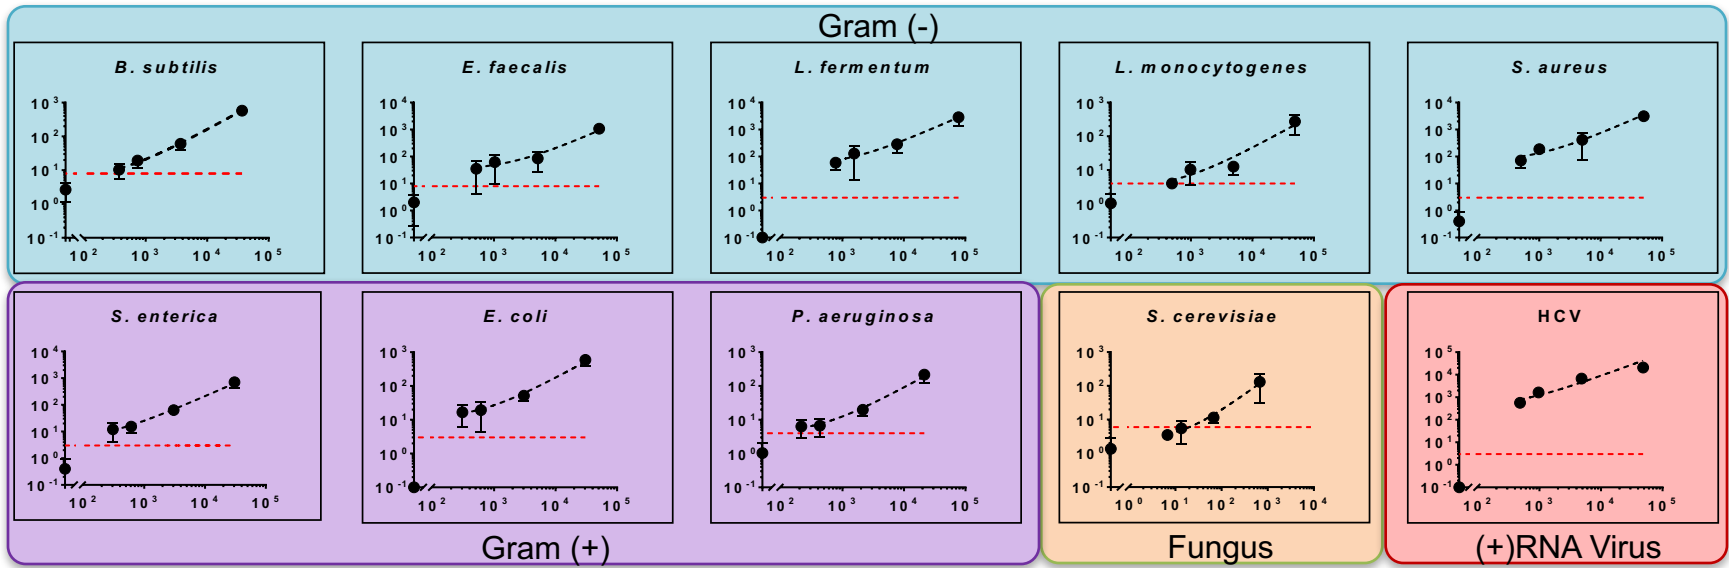 Gram (-)
B. subtilis
E. faecalis
L. fermentum
L. monocytogenes
S. aureus
10³ 10² 10¹ 10⁰ 10⁻¹
10² 10³ 10⁴ 10⁵
10⁴ 10³ 10² 10¹ 10⁰ 10⁻¹
10² 10³ 10⁴ 10⁵
10⁴ 10³ 10² 10¹ 10⁰ 10⁻¹
10² 10³ 10⁴ 10⁵
10³ 10² 10¹ 10⁰ 10⁻¹
10² 10³ 10⁴ 10⁵
10⁴ 10³ 10² 10¹ 10⁰ 10⁻¹
10² 10³ 10⁴ 10⁵
S. enterica
E. coli
P. aeruginosa
S. cerevisiae
HCV
10⁴ 10³ 10² 10¹ 10⁰ 10⁻¹
10² 10³ 10⁴ 10⁵
10³ 10² 10¹ 10⁰ 10⁻¹
10² 10³ 10⁴ 10⁵
10³ 10² 10¹ 10⁰ 10⁻¹
10² 10³ 10⁴ 10⁵
10³ 10² 10¹ 10⁰ 10⁻¹
10⁰ 10¹ 10² 10³ 10⁴
10⁵ 10⁴ 10³ 10² 10¹ 10⁰ 10⁻¹
10² 10³ 10⁴ 10⁵
Gram (+)
Fungus
(+)RNA Virus